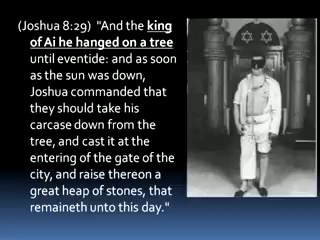 (Joshua 8:29) "And the king
of Ai he hanged on a tree
until eventide: and as soon
as the sun was down,
Joshua commanded that
they should take his
carcase down from the
tree, and cast it at the
entering of the gate of the
city, and raise thereon a
great heap of stones, that
remaineth unto this day."